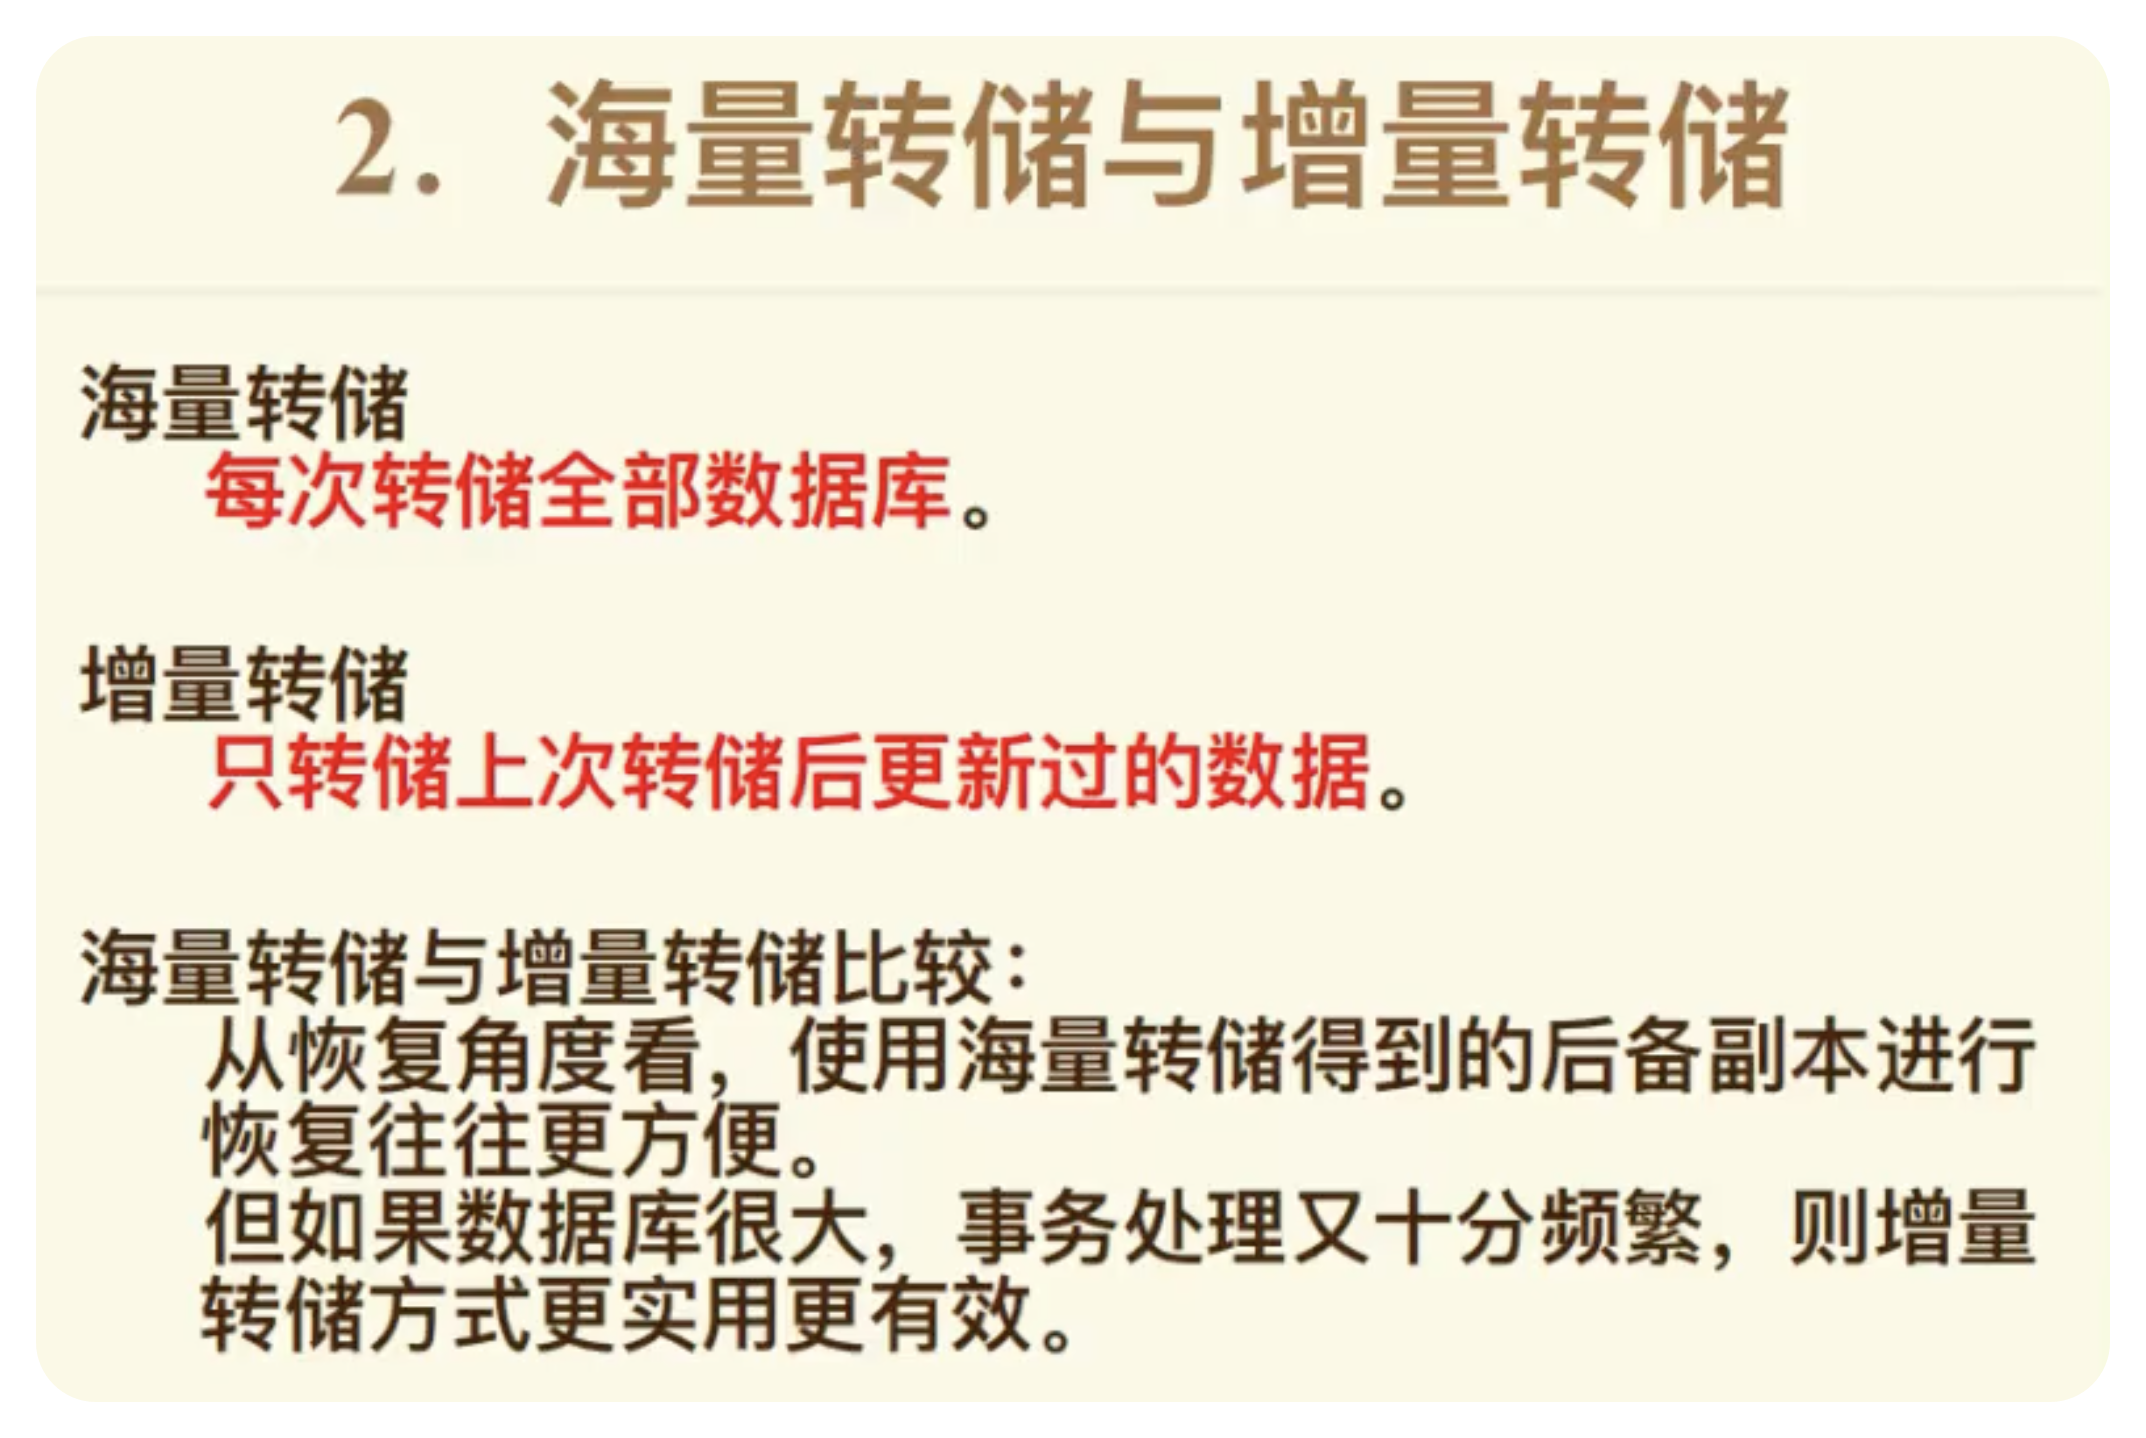 2. 海量转储与增量转储
海量转储
每次转储全部数据库。
增量转储
只转储上次转储后更新过的数据。
海量转储与增量转储比较：
从恢复角度看，使用海量转储得到的后备副本进行
恢复往往更方便。
但如果数据库很大，事务处理又十分频繁，则增量
转储方式更实用更有效。